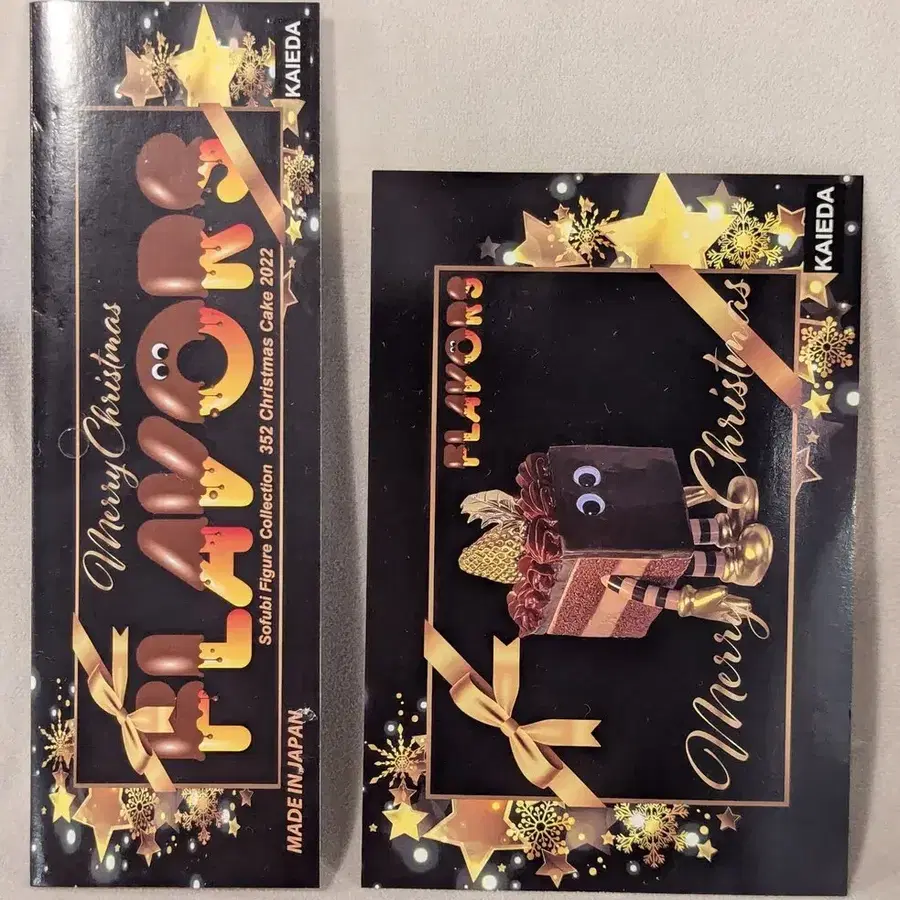 KAIEDA
Merry Christmas
FLAVORS
Sofubi Figure Collection 352 Christmas Cake 2022
MADE IN JAPAN
KAIEDA
FLAVORS
Merry Christmas